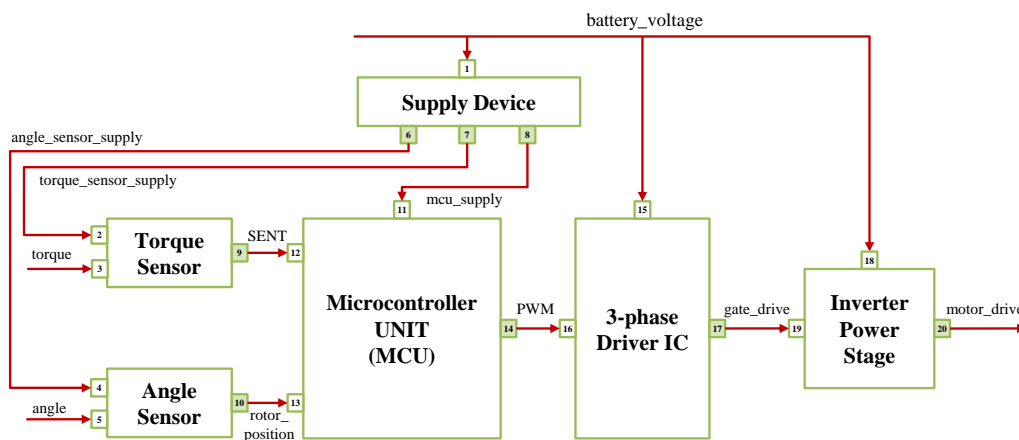 battery_voltage
1
Supply Device
6
7
8
angle_sensor_supply
torque_sensor_supply
mcu_supply
11
15
2
Torque
Sensor
torque
3
9
SENT
12
18
Microcontroller
UNIT
(MCU)
14
PWM
16
3-phase
Driver IC
17
gate_drive
19
Inverter
Power
Stage
20
motor_drive
4
Angle
Sensor
angle
5
10
rotor_
position
13